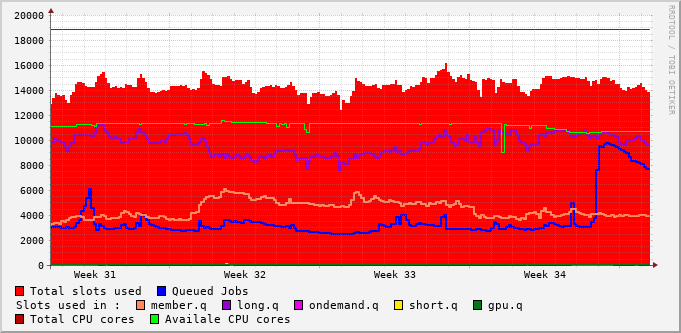 20000
18000
16000
14000
12000
10000
8000
6000
4000
2000
0
Week 31 Week 32 Week 33 Week 34
Total slots used Queued Jobs
Slots used in : member.q long.q ondemand.q short.q gpu.q
Total CPU cores Availale CPU cores
RRDTOOL / TOBI OETIKER